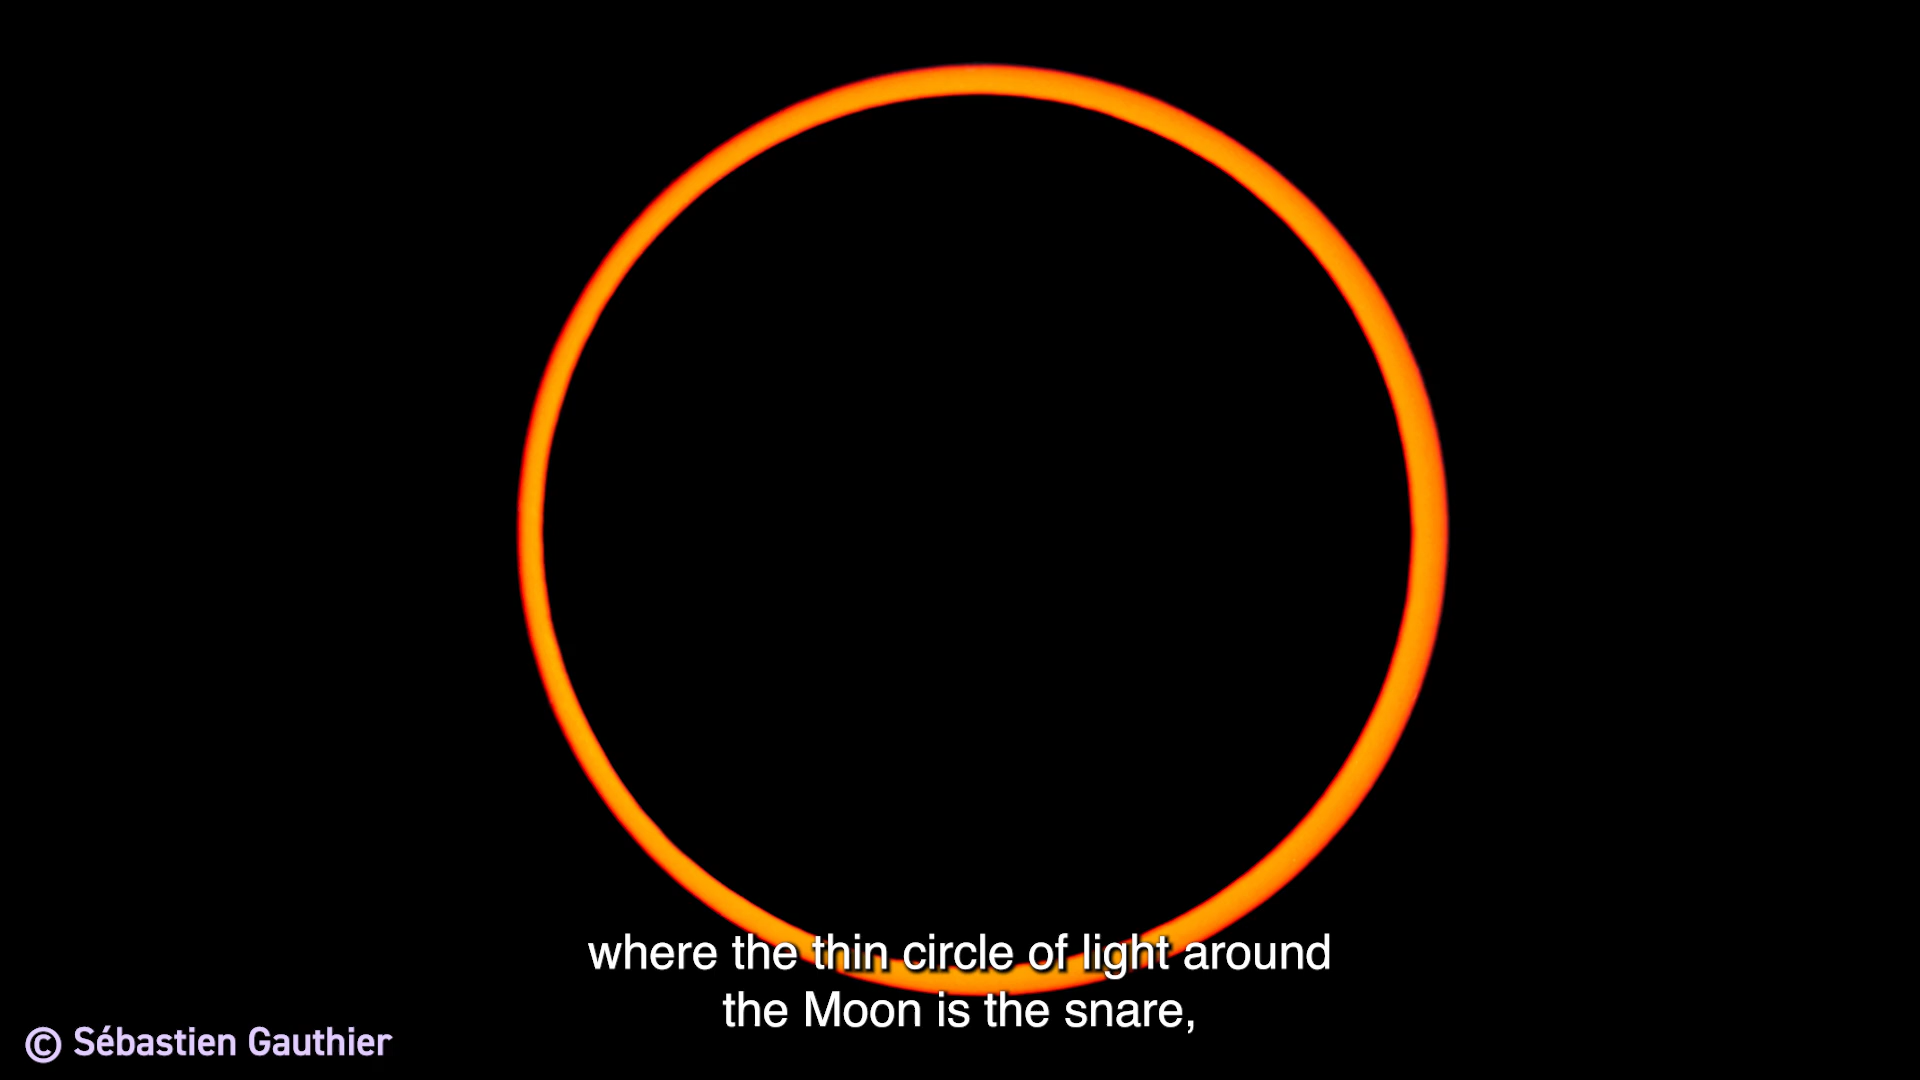 where the thin circle of light around
the Moon is the snare,
© Sébastien Gauthier